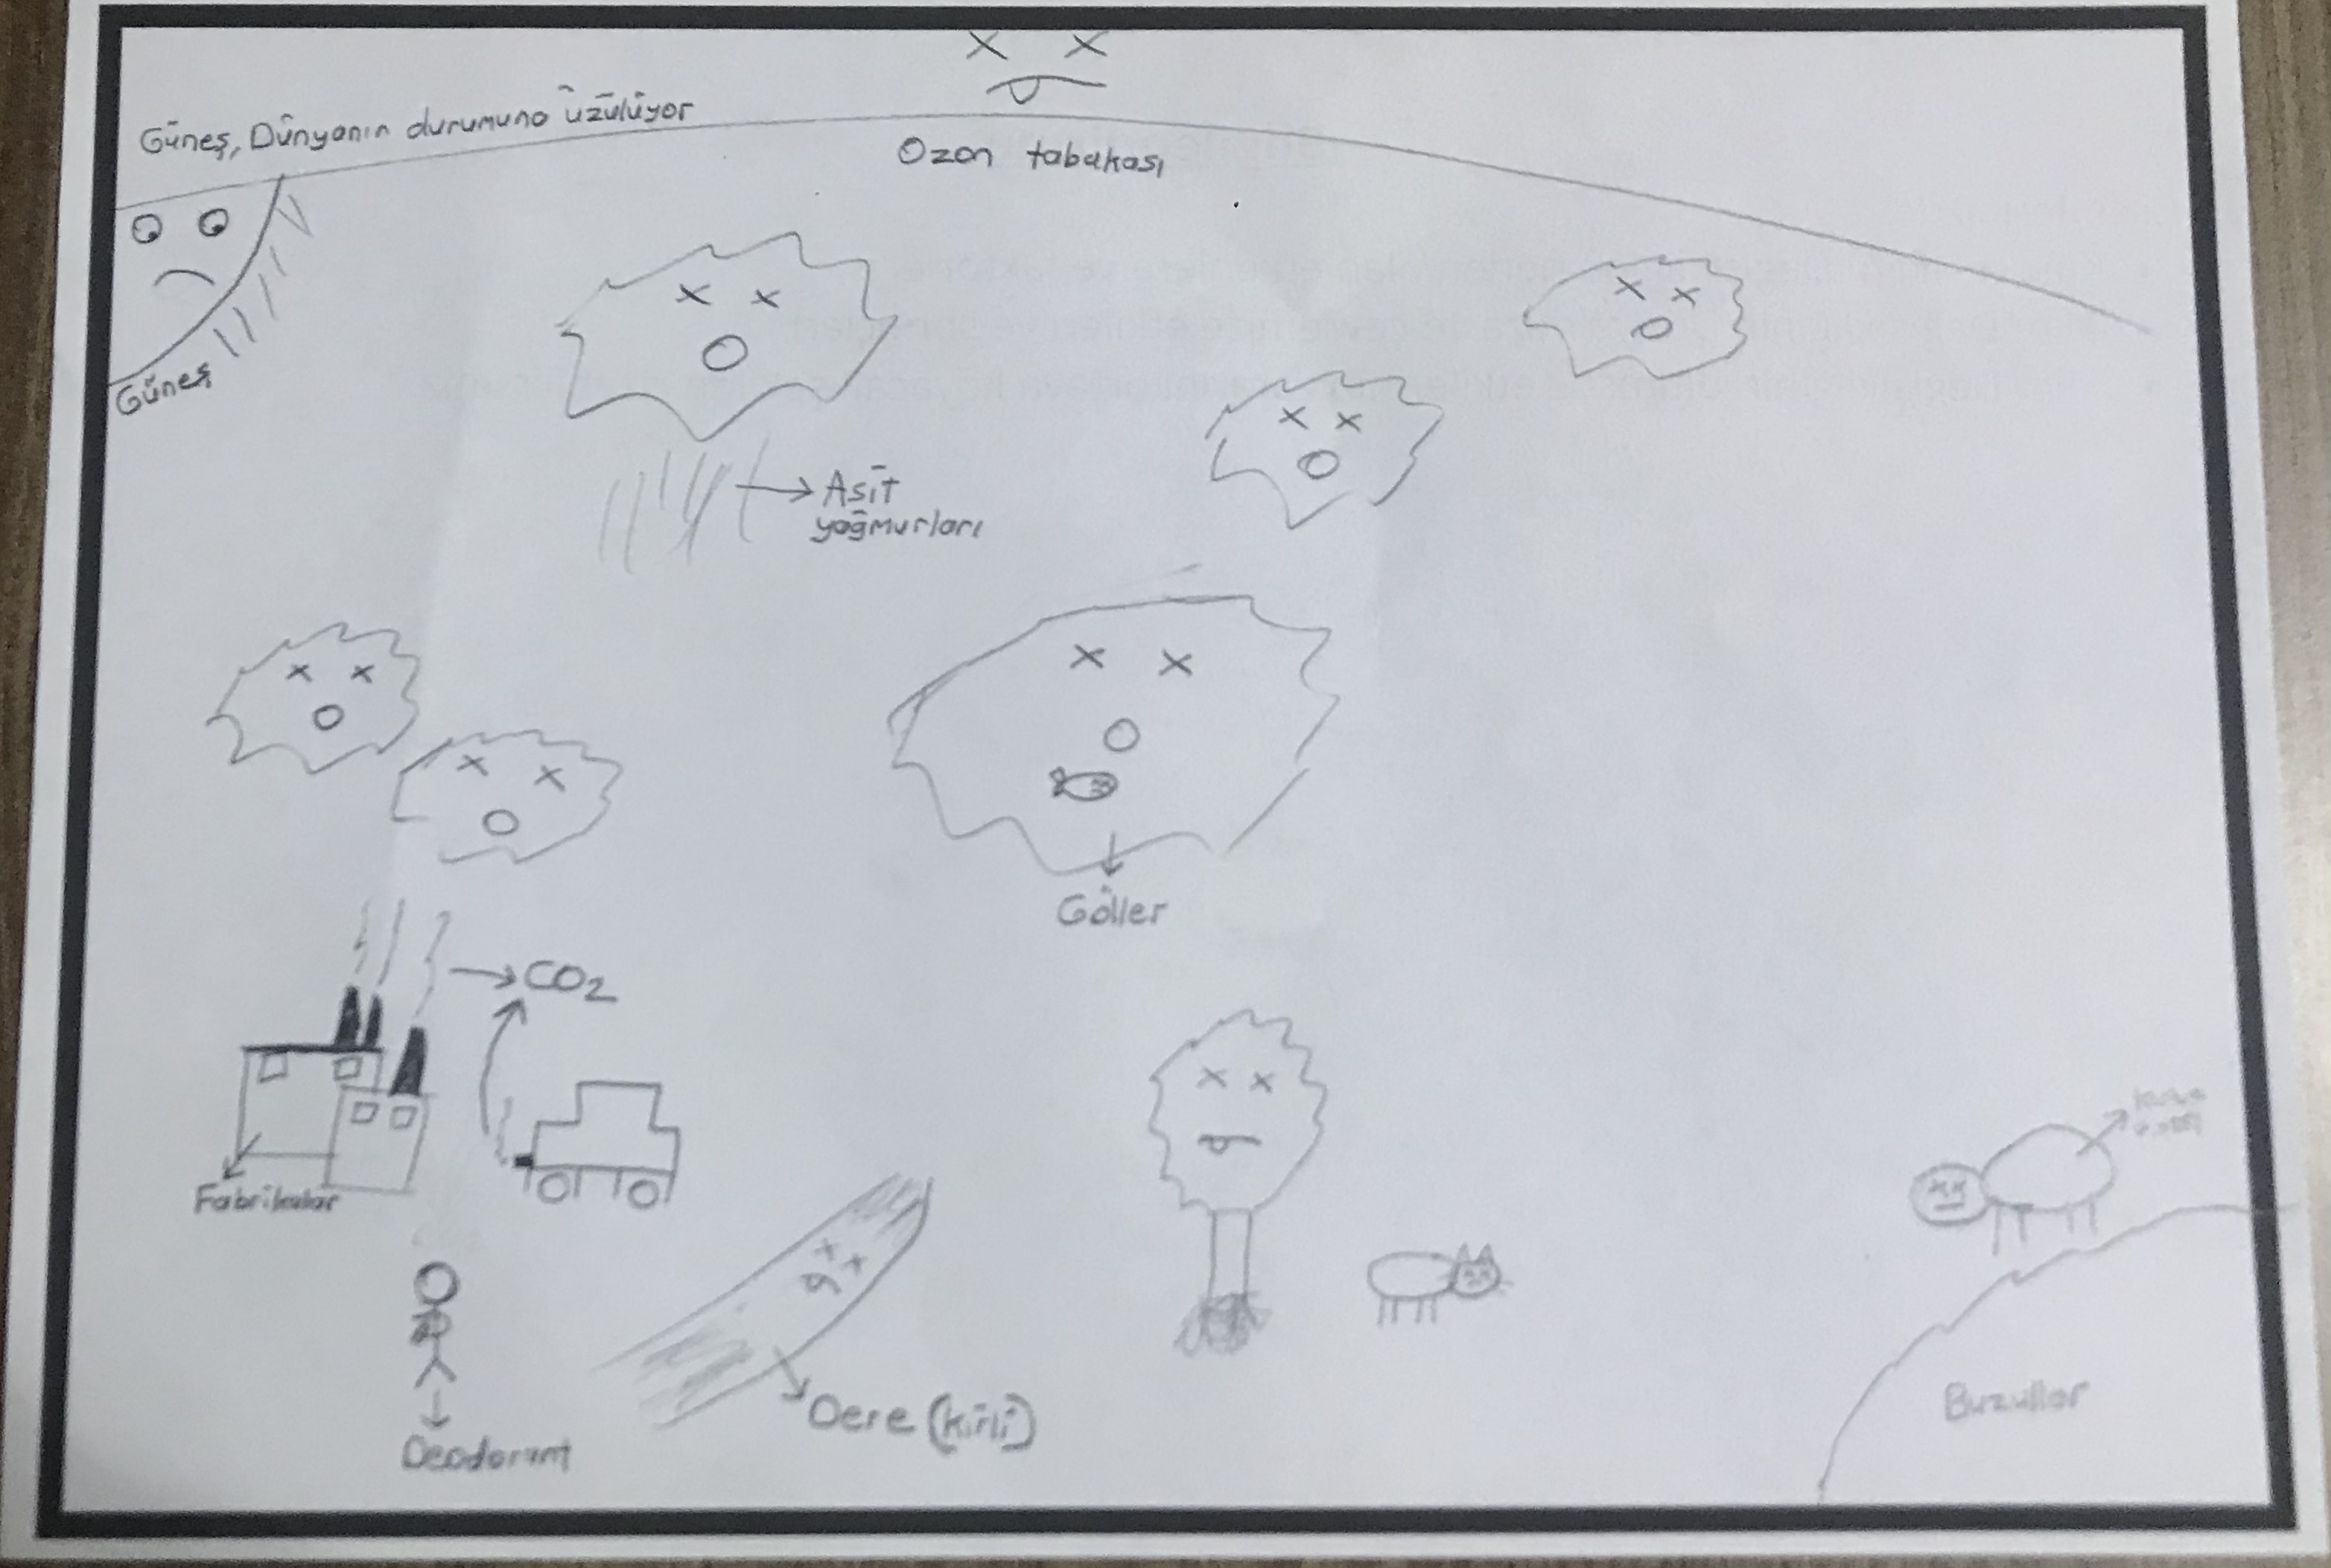 Güneş, Dünyanın durumuna üzülüyor
Ozon tabakası
Güneş
Asit
yağmurları
Göller
CO2
Fabrikalar
Dere (kirli)
Deodorant
Buzullar